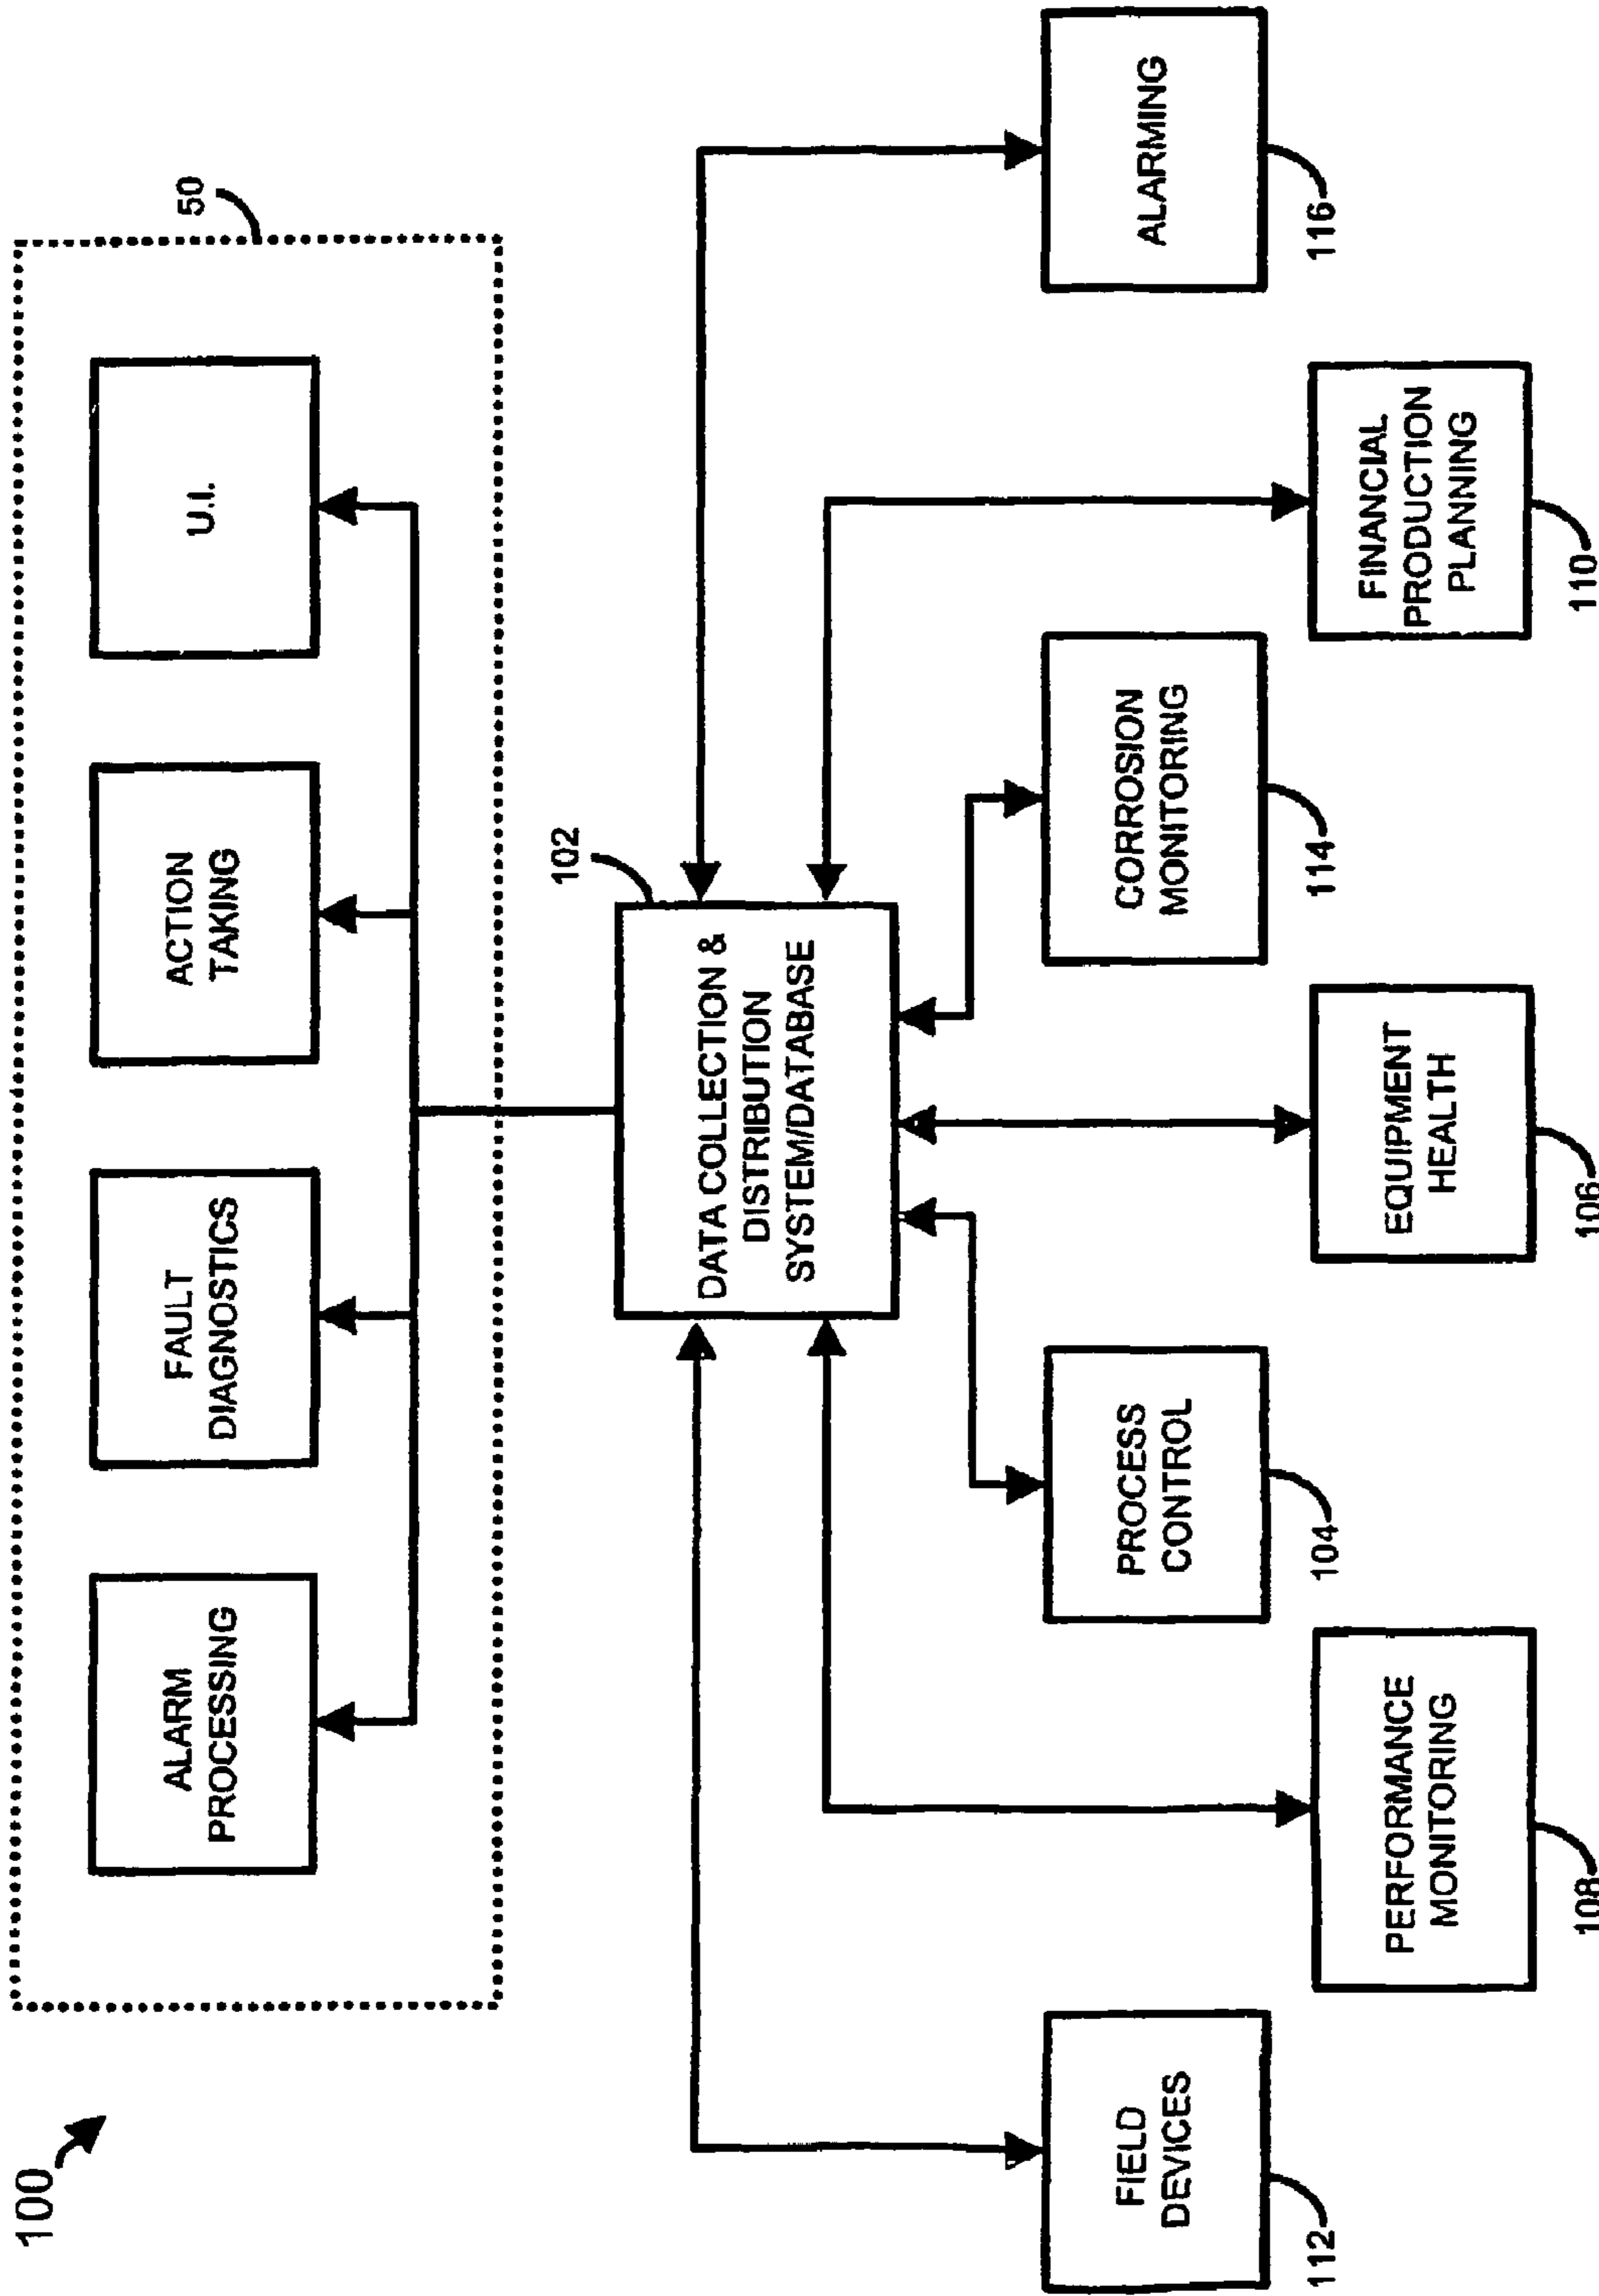 100
50
ALARM
PROCESSING
FAULT
DIAGNOSTICS
ACTION
TAKING
U.I.
102
DATA COLLECTION &
DISTRIBUTION
SYSTEM/DATABASE
FIELD
DEVICES
112
PROCESS
CONTROL
104
CORROSION
MONITORING
114
ALARMING
116
PERFORMANCE
MONITORING
108
EQUIPMENT
HEALTH
106
FINANCIAL
PRODUCTION
PLANNING
110